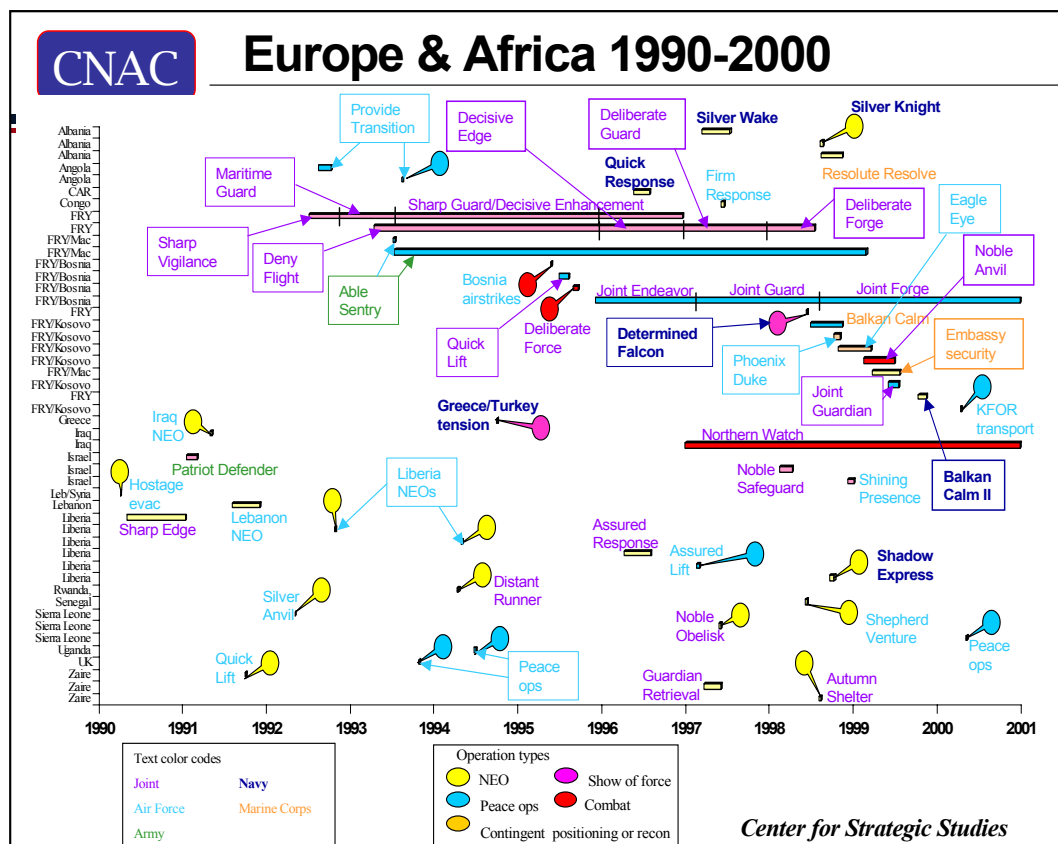 CNAC
Europe & Africa 1990-2000
Albania
Albania
Albania
Angola
Angola
CAR
Congo
FRY
FRY
FRY/Mac
FRY/Mac
FRY/Bosnia
FRY/Bosnia
FRY/Bosnia
FRY/Bosnia
FRY
FRY/Kosovo
FRY/Kosovo
FRY/Kosovo
FRY/Kosovo
FRY/Mac
FRY/Kosovo
FRY
FRY/Kosovo
Greece
Iraq
Iraq
Israel
Israel
Israel
Leb/Syria
Lebanon
Liberia
Liberia
Liberia
Liberia
Liberia
Liberia
Rwanda,
Senegal
Sierra Leone
Sierra Leone
Sierra Leone
Uganda
UK
Zaire
Zaire
Zaire
Provide
Transition
Decisive
Edge
Deliberate
Guard
Silver Wake
Silver Knight
Maritime
Guard
Quick
Response
Firm
Response
Resolute Resolve
Sharp Guard/Decisive Enhancement
Deliberate
Forge
Eagle
Eye
Sharp
Vigilance
Deny
Flight
Able
Sentry
Bosnia
airstrikes
Noble
Anvil
Joint Endeavor
Joint Guard
Joint Forge
Quick
Lift
Deliberate
Force
Determined
Falcon
Balkan Calm
Phoenix
Duke
Embassy
security
Joint
Guardian
KFOR
transport
Iraq
NEO
Greece/Turkey
tension
Northern Watch
Patriot Defender
Hostage
evac
Liberia
NEOs
Noble
Safeguard
Shining
Presence
Balkan
Calm II
Sharp Edge
Lebanon
NEO
Assured
Response
Assured
Lift
Shadow
Express
Silver
Anvil
Distant
Runner
Noble
Obelisk
Shepherd
Venture
Peace
ops
Quick
Lift
Peace
ops
Guardian
Retrieval
Autumn
Shelter
1990 1991 1992 1993 1994 1995 1996 1997 1998 1999 2000 2001
Text color codes
Joint Navy
Air Force Marine Corps
Army
Operation types
NEO Show of force
Peace ops Combat
Contingent positioning or recon
Center for Strategic Studies